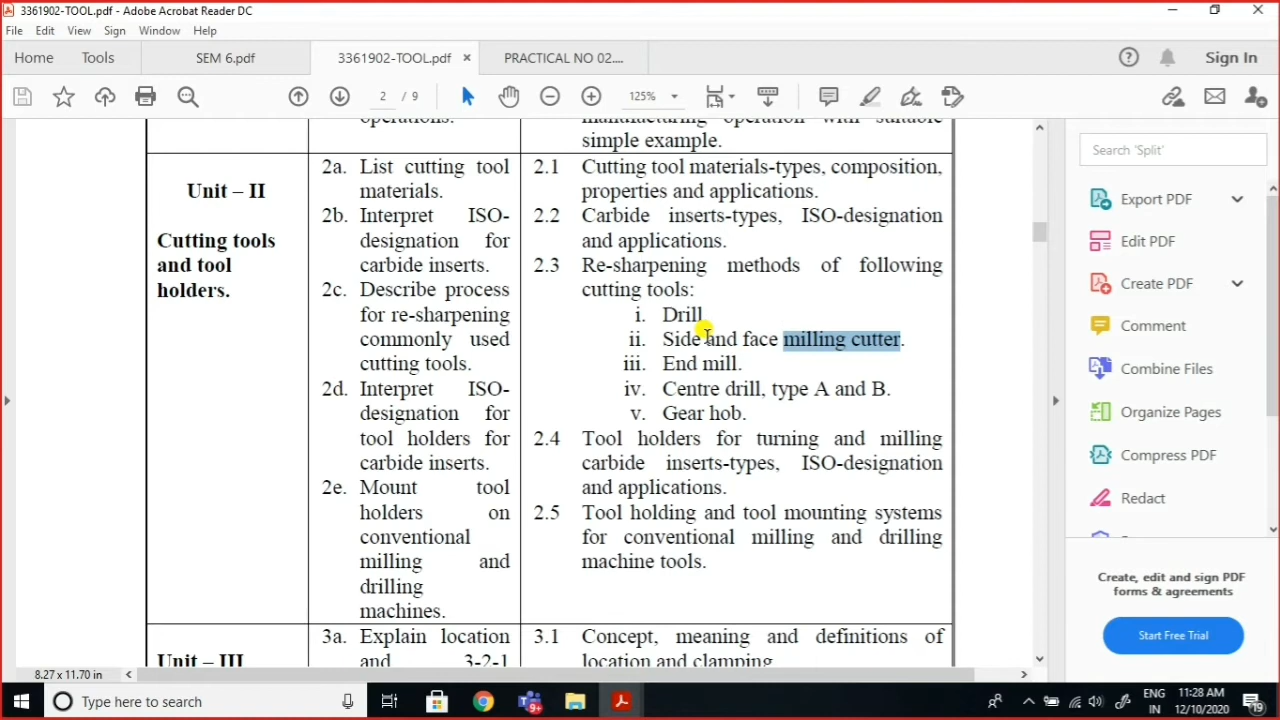 3361902-TOOL.pdf - Adobe Acrobat Reader DC
File Edit View Sign Window Help
Home Tools SEM 6.pdf 3361902-TOOL.pdf × PRACTICAL NO 02.... Sign In
2 / 9 125%
operations.
manufacturing operation with suitable
simple example.
Unit – II
Cutting tools
and tool
holders.
2a. List cutting tool
materials.
2b. Interpret ISO-
designation for
carbide inserts.
2c. Describe process
for re-sharpening
commonly used
cutting tools.
2d. Interpret ISO-
designation for
tool holders for
carbide inserts.
2e. Mount tool
holders on
conventional
milling and
drilling
machines.
2.1 Cutting tool materials-types, composition,
properties and applications.
2.2 Carbide inserts-types, ISO-designation
and applications.
2.3 Re-sharpening methods of following
cutting tools:
i. Drill
ii. Side and face milling cutter.
iii. End mill.
iv. Centre drill, type A and B.
v. Gear hob.
2.4 Tool holders for turning and milling
carbide inserts-types, ISO-designation
and applications.
2.5 Tool holding and tool mounting systems
for conventional milling and drilling
machine tools.
Unit – III
3a. Explain location
and 3-2-1
3.1 Concept, meaning and definitions of
location and clamping
8.27 x 11.70 in
Search 'Split'
Export PDF
Edit PDF
Create PDF
Comment
Combine Files
Organize Pages
Compress PDF
Redact
Create, edit and sign PDF
forms & agreements
Start Free Trial
Type here to search
9+
ENG
IN
11:28 AM
12/10/2020
19